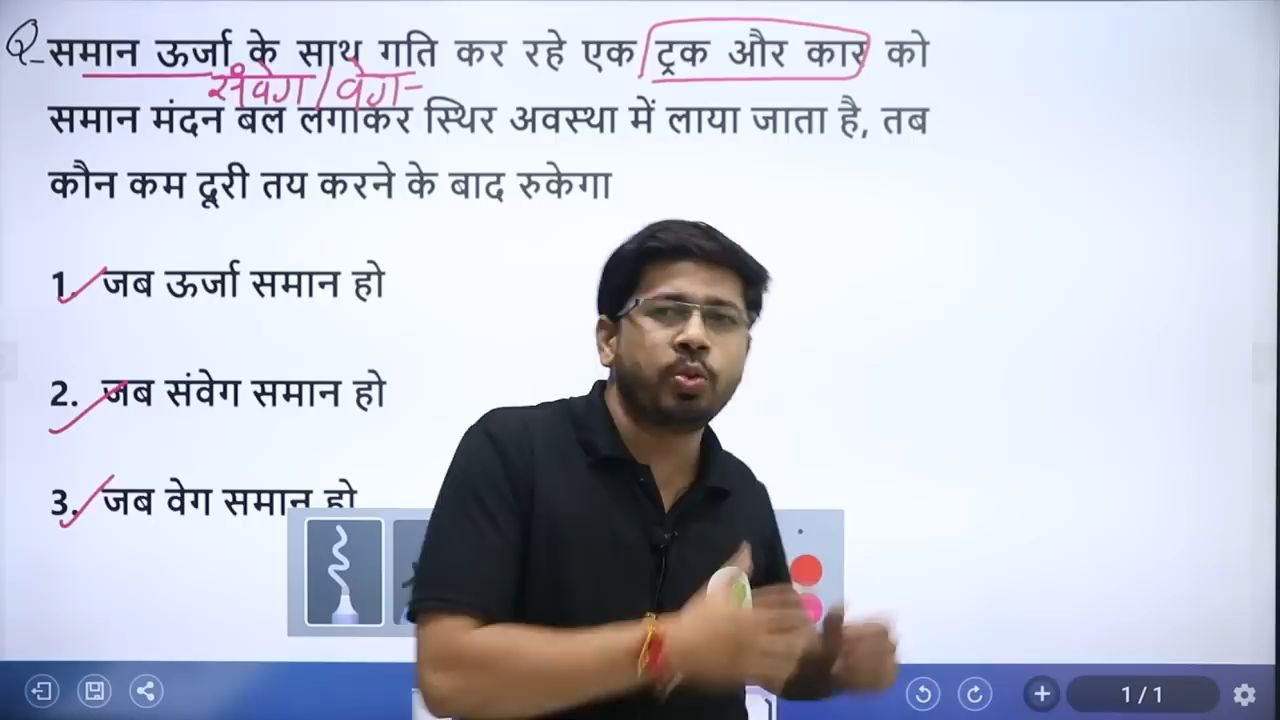 Q- समान ऊर्जा के साथ गति कर रहे एक ट्रक और कार को
संवेग / वेग-
समान मंदन बल लगाकर स्थिर अवस्था में लाया जाता है, तब
कौन कम दूरी तय करने के बाद रुकेगा
1. जब ऊर्जा समान हो
2. जब संवेग समान हो
3. जब वेग समान हो
1 / 1